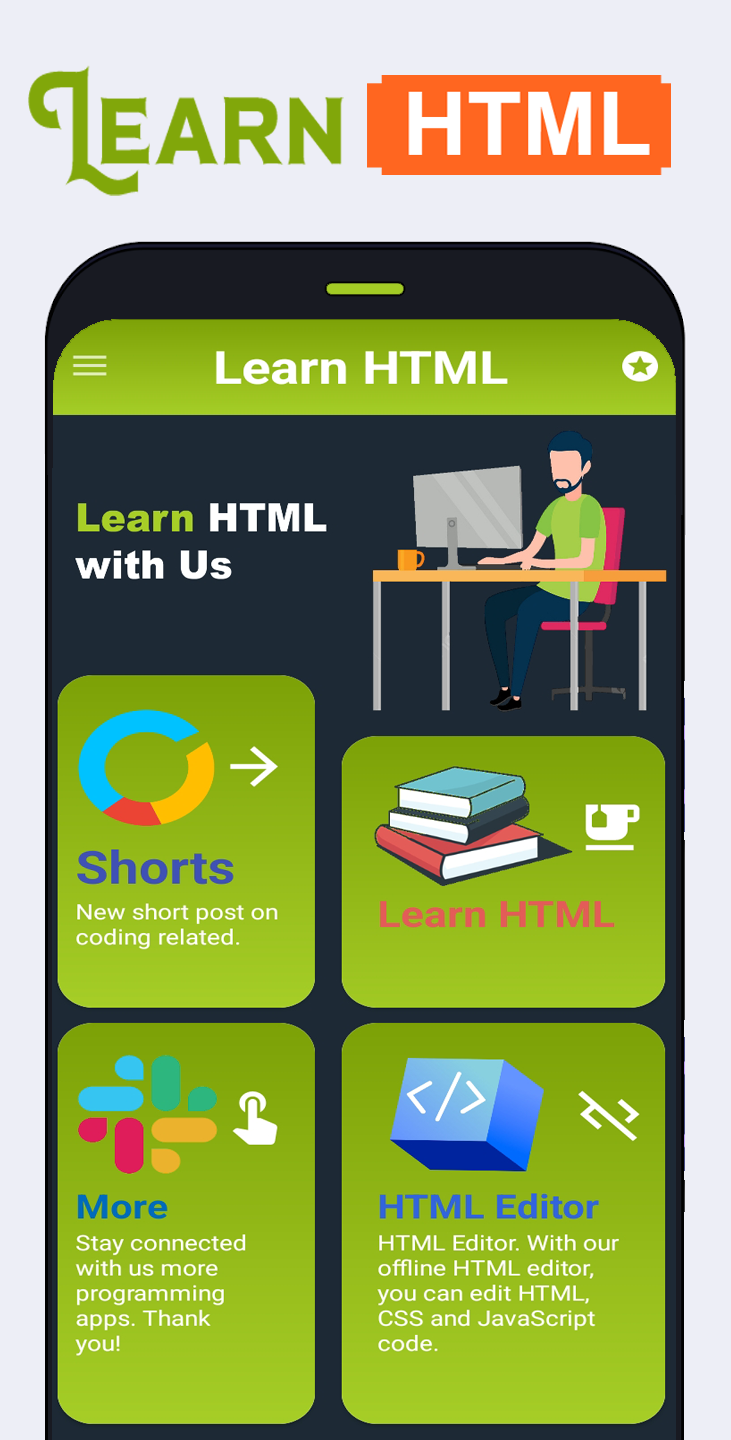 LEARN HTML
Learn HTML
Learn HTML
with Us
Shorts
New short post on
coding related.
Learn HTML
More
Stay connected
with us more
programming
apps. Thank
you!
</>
HTML Editor
HTML Editor. With our
offline HTML editor,
you can edit HTML,
CSS and JavaScript
code.